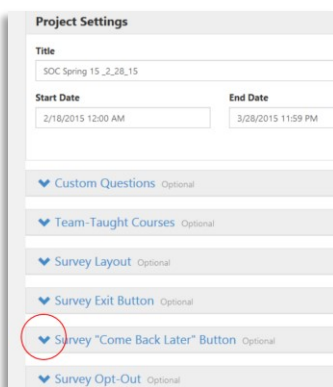 Project Settings
Title
SOC Spring 15 _2_28_15
Start Date End Date
2/18/2015 12:00 AM 3/28/2015 11:59 PM
Custom Questions Optional
Team-Taught Courses Optional
Survey Layout Optional
Survey Exit Button Optional
Survey "Come Back Later" Button Optional
Survey Opt-Out Optional